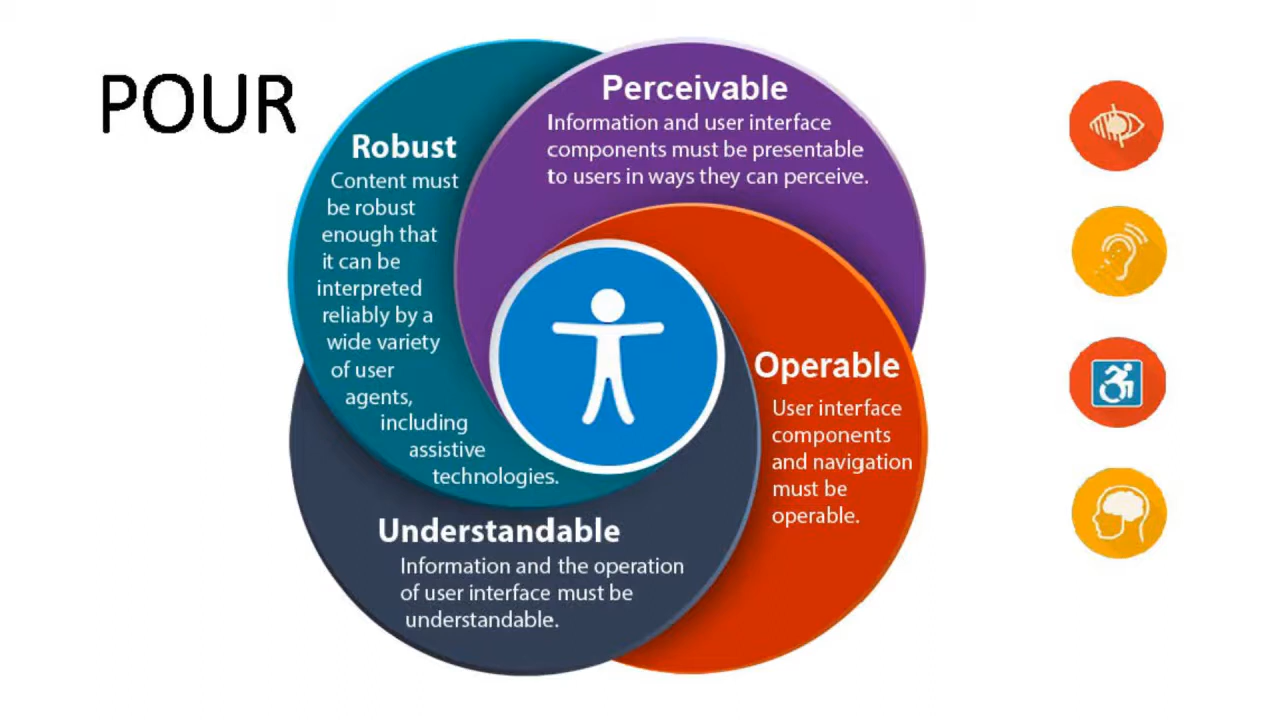 POUR
Perceivable
Information and user interface
components must be presentable
to users in ways they can perceive.
Robust
Content must
be robust
enough that
it can be
interpreted
reliably by a
wide variety
of user
agents,
including
assistive
technologies.
Operable
User interface
components
and navigation
must be
operable.
Understandable
Information and the operation
of user interface must be
understandable.